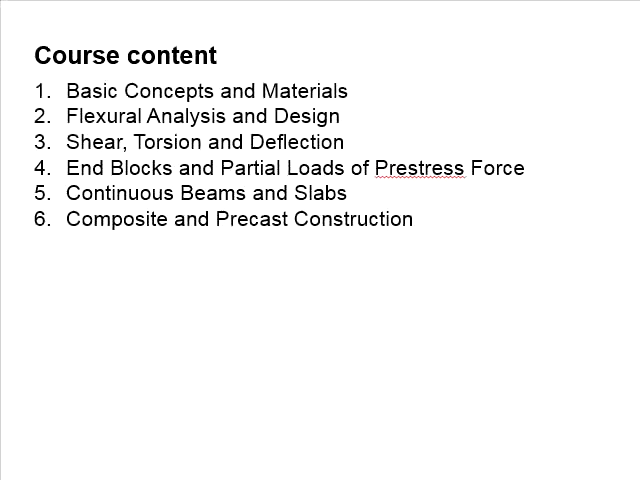 Course content
1. Basic Concepts and Materials
2. Flexural Analysis and Design
3. Shear, Torsion and Deflection
4. End Blocks and Partial Loads of Prestress Force
5. Continuous Beams and Slabs
6. Composite and Precast Construction